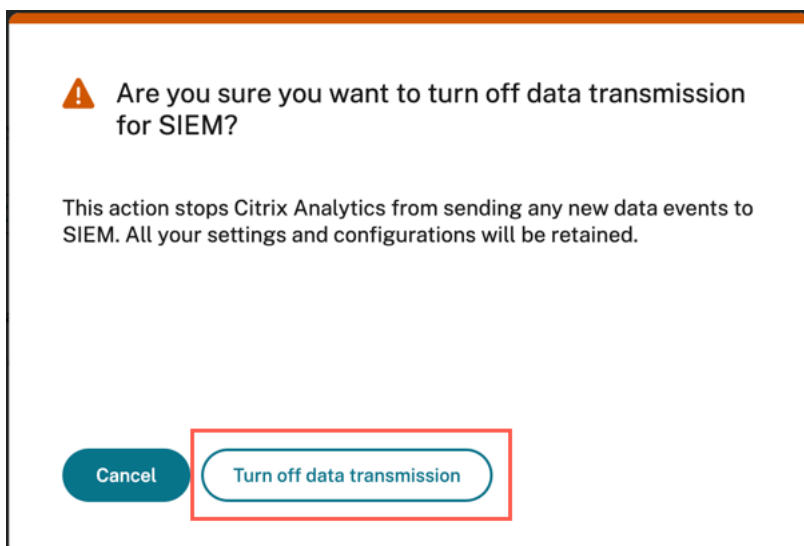 Are you sure you want to turn off data transmission
for SIEM?
This action stops Citrix Analytics from sending any new data events to
SIEM. All your settings and configurations will be retained.
Cancel
Turn off data transmission